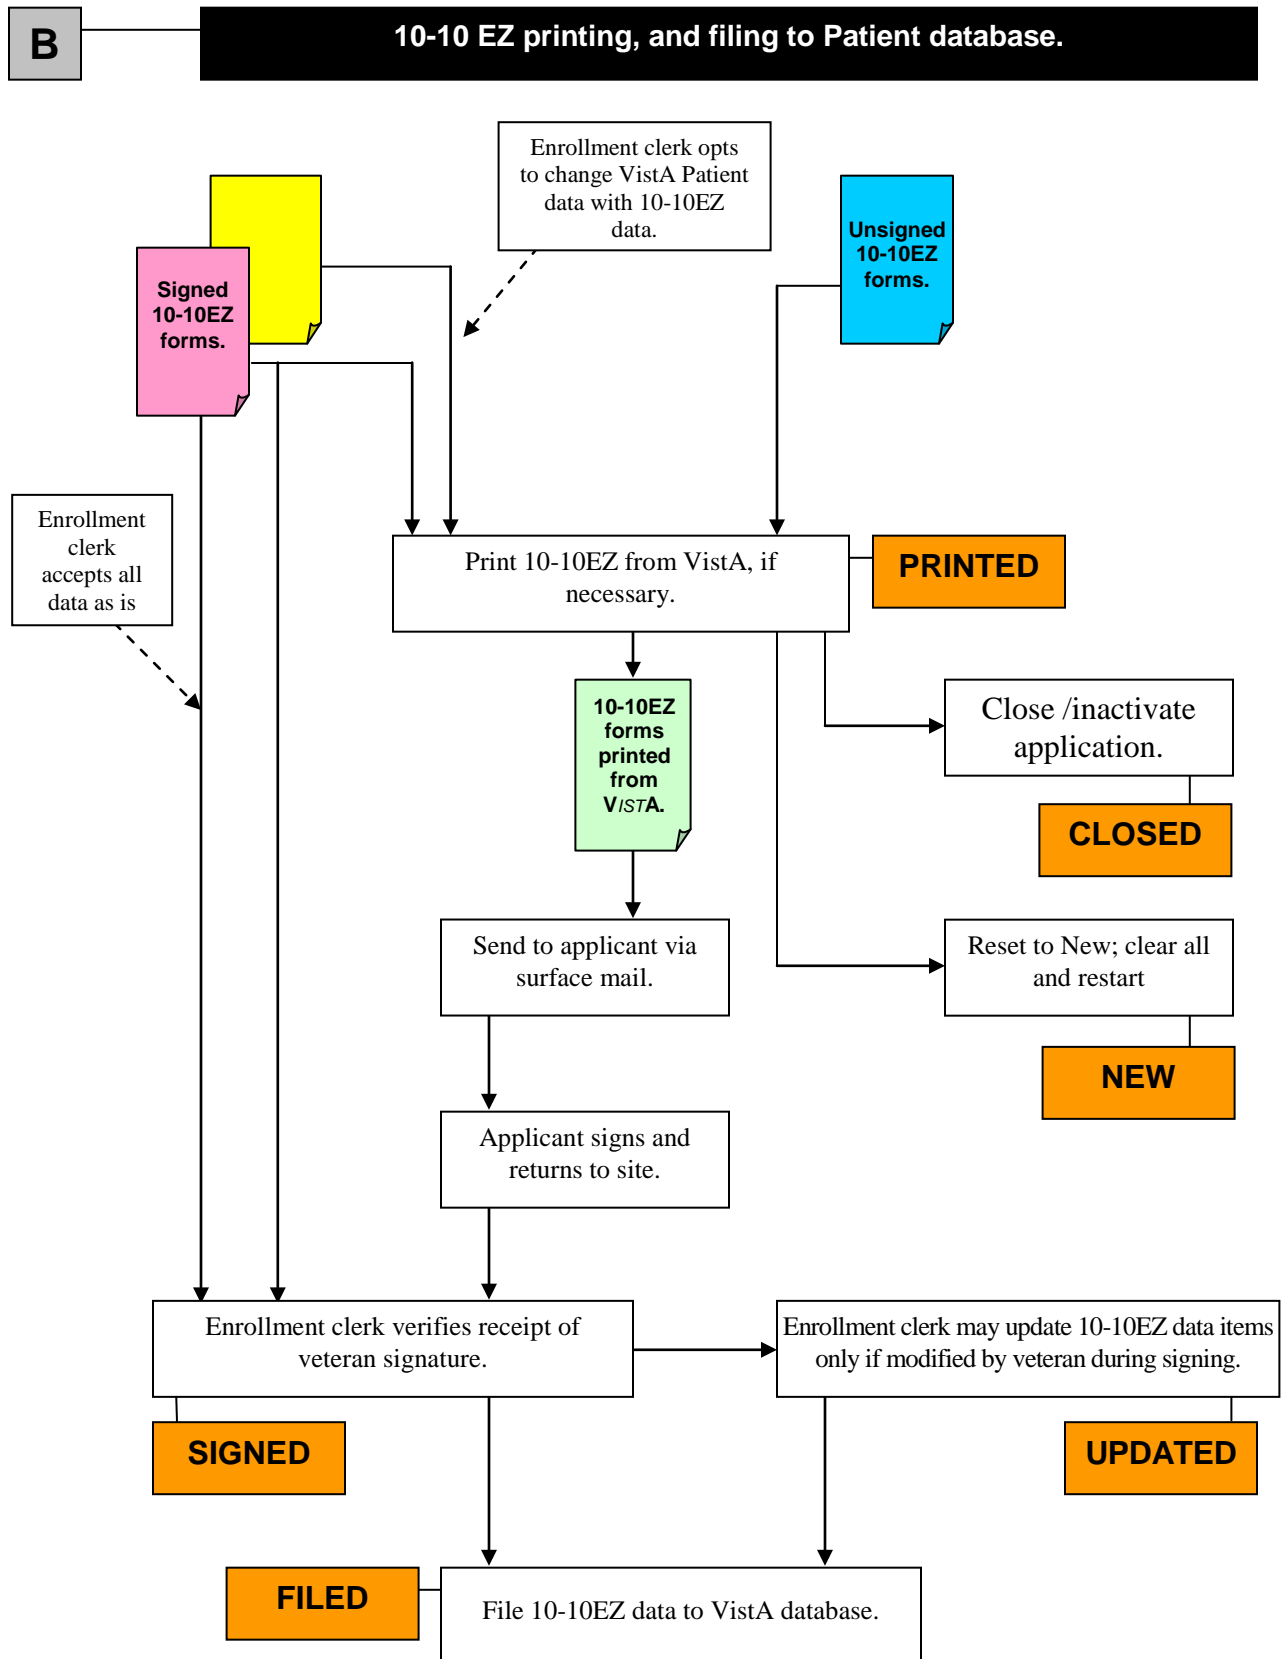 B
10-10 EZ printing, and filing to Patient database.
Enrollment clerk opts
to change VistA Patient
data with 10-10EZ
data.
Unsigned
10-10EZ
forms.
Signed
10-10EZ
forms.
Enrollment
clerk
accepts all
data as is
Print 10-10EZ from VistA, if
necessary.
PRINTED
10-10EZ
forms
printed
from
VISTA.
Close /inactivate
application.
CLOSED
Send to applicant via
surface mail.
Reset to New; clear all
and restart
NEW
Applicant signs and
returns to site.
Enrollment clerk verifies receipt of
veteran signature.
Enrollment clerk may update 10-10EZ data items
only if modified by veteran during signing.
SIGNED
UPDATED
FILED
File 10-10EZ data to VistA database.